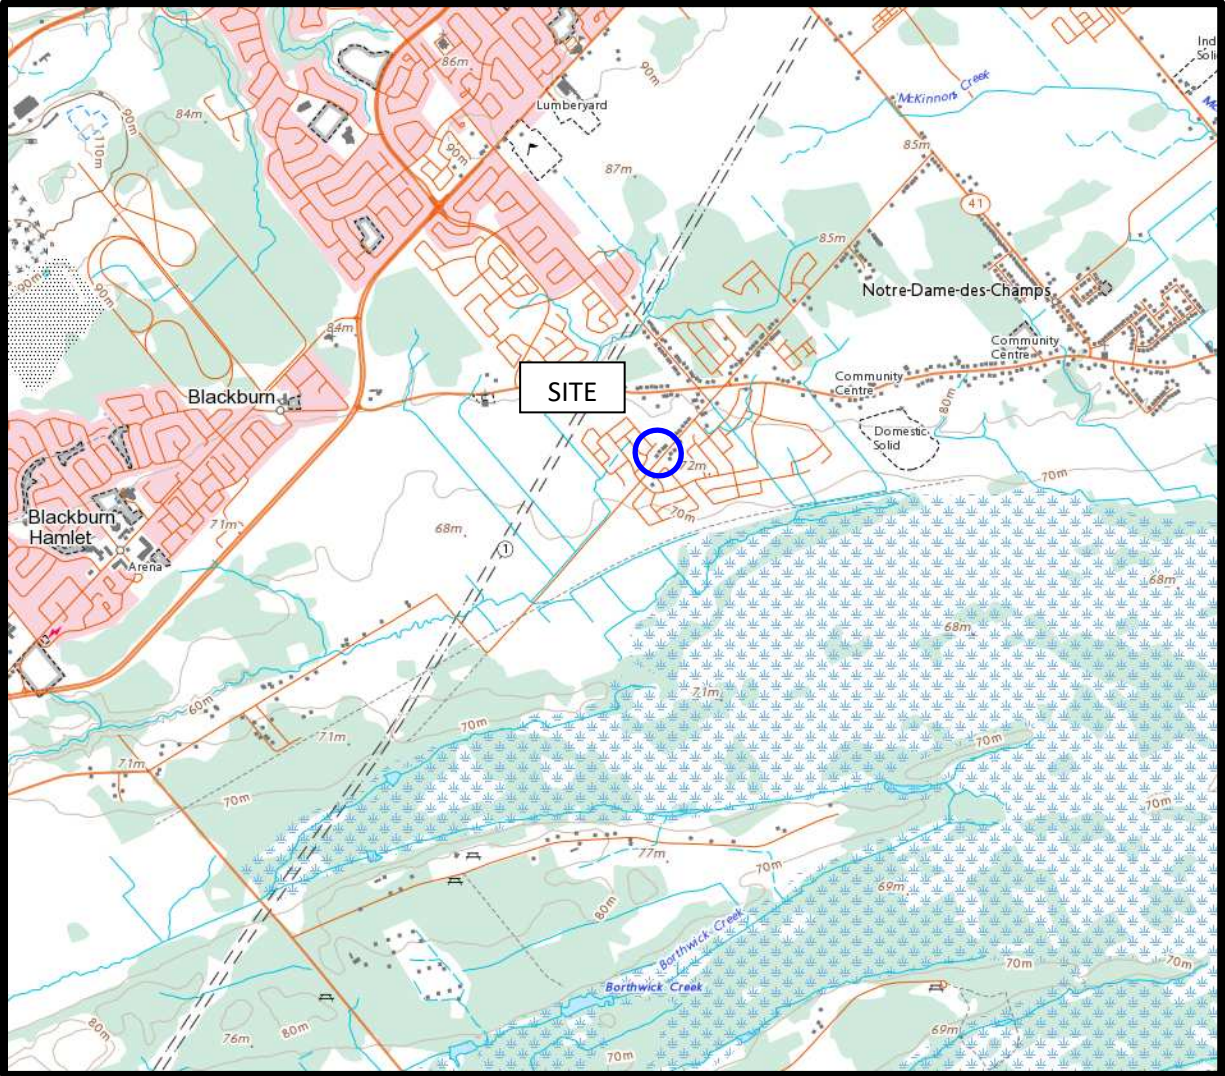 86m
90m
Ind
Soli
Lumberyard
McKinnons Creek
90m
84m
110m
90m
87m
85m
41
85m
90m
90m
Notre-Dame-des-Champs
84m
Community
Centre
SITE
Community
Centre
Blackburn
80m
Domestic
Solid
72m
70m
70m
Blackburn
Hamlet
71m
68m
1
Arena
68m
68m
60m
71m
70m
71m
70m
71m
70m
70m
77m
70m
69m
80m
Borthwick Creek
Borthwick Creek
70m
70m
80m
76m
80m
69m
70m